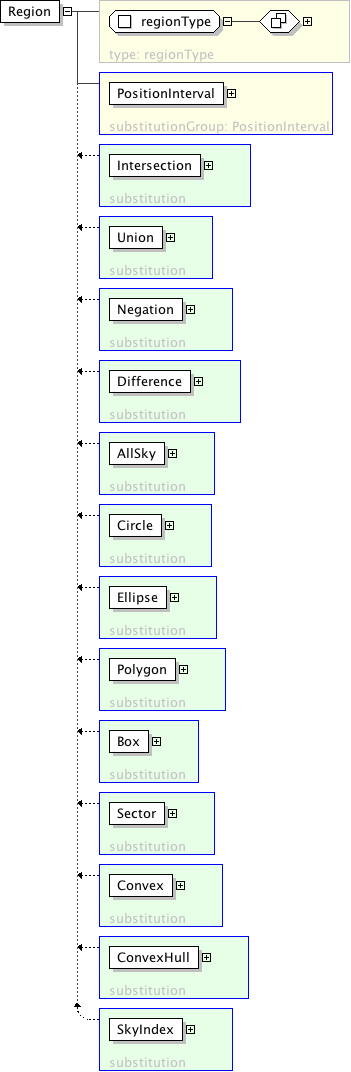 Region
regionType
type: regionType
PositionInterval
substitutionGroup: PositionInterval
Intersection
substitution
Union
substitution
Negation
substitution
Difference
substitution
AllSky
substitution
Circle
substitution
Ellipse
substitution
Polygon
substitution
Box
substitution
Sector
substitution
Convex
substitution
ConvexHull
substitution
SkyIndex
substitution